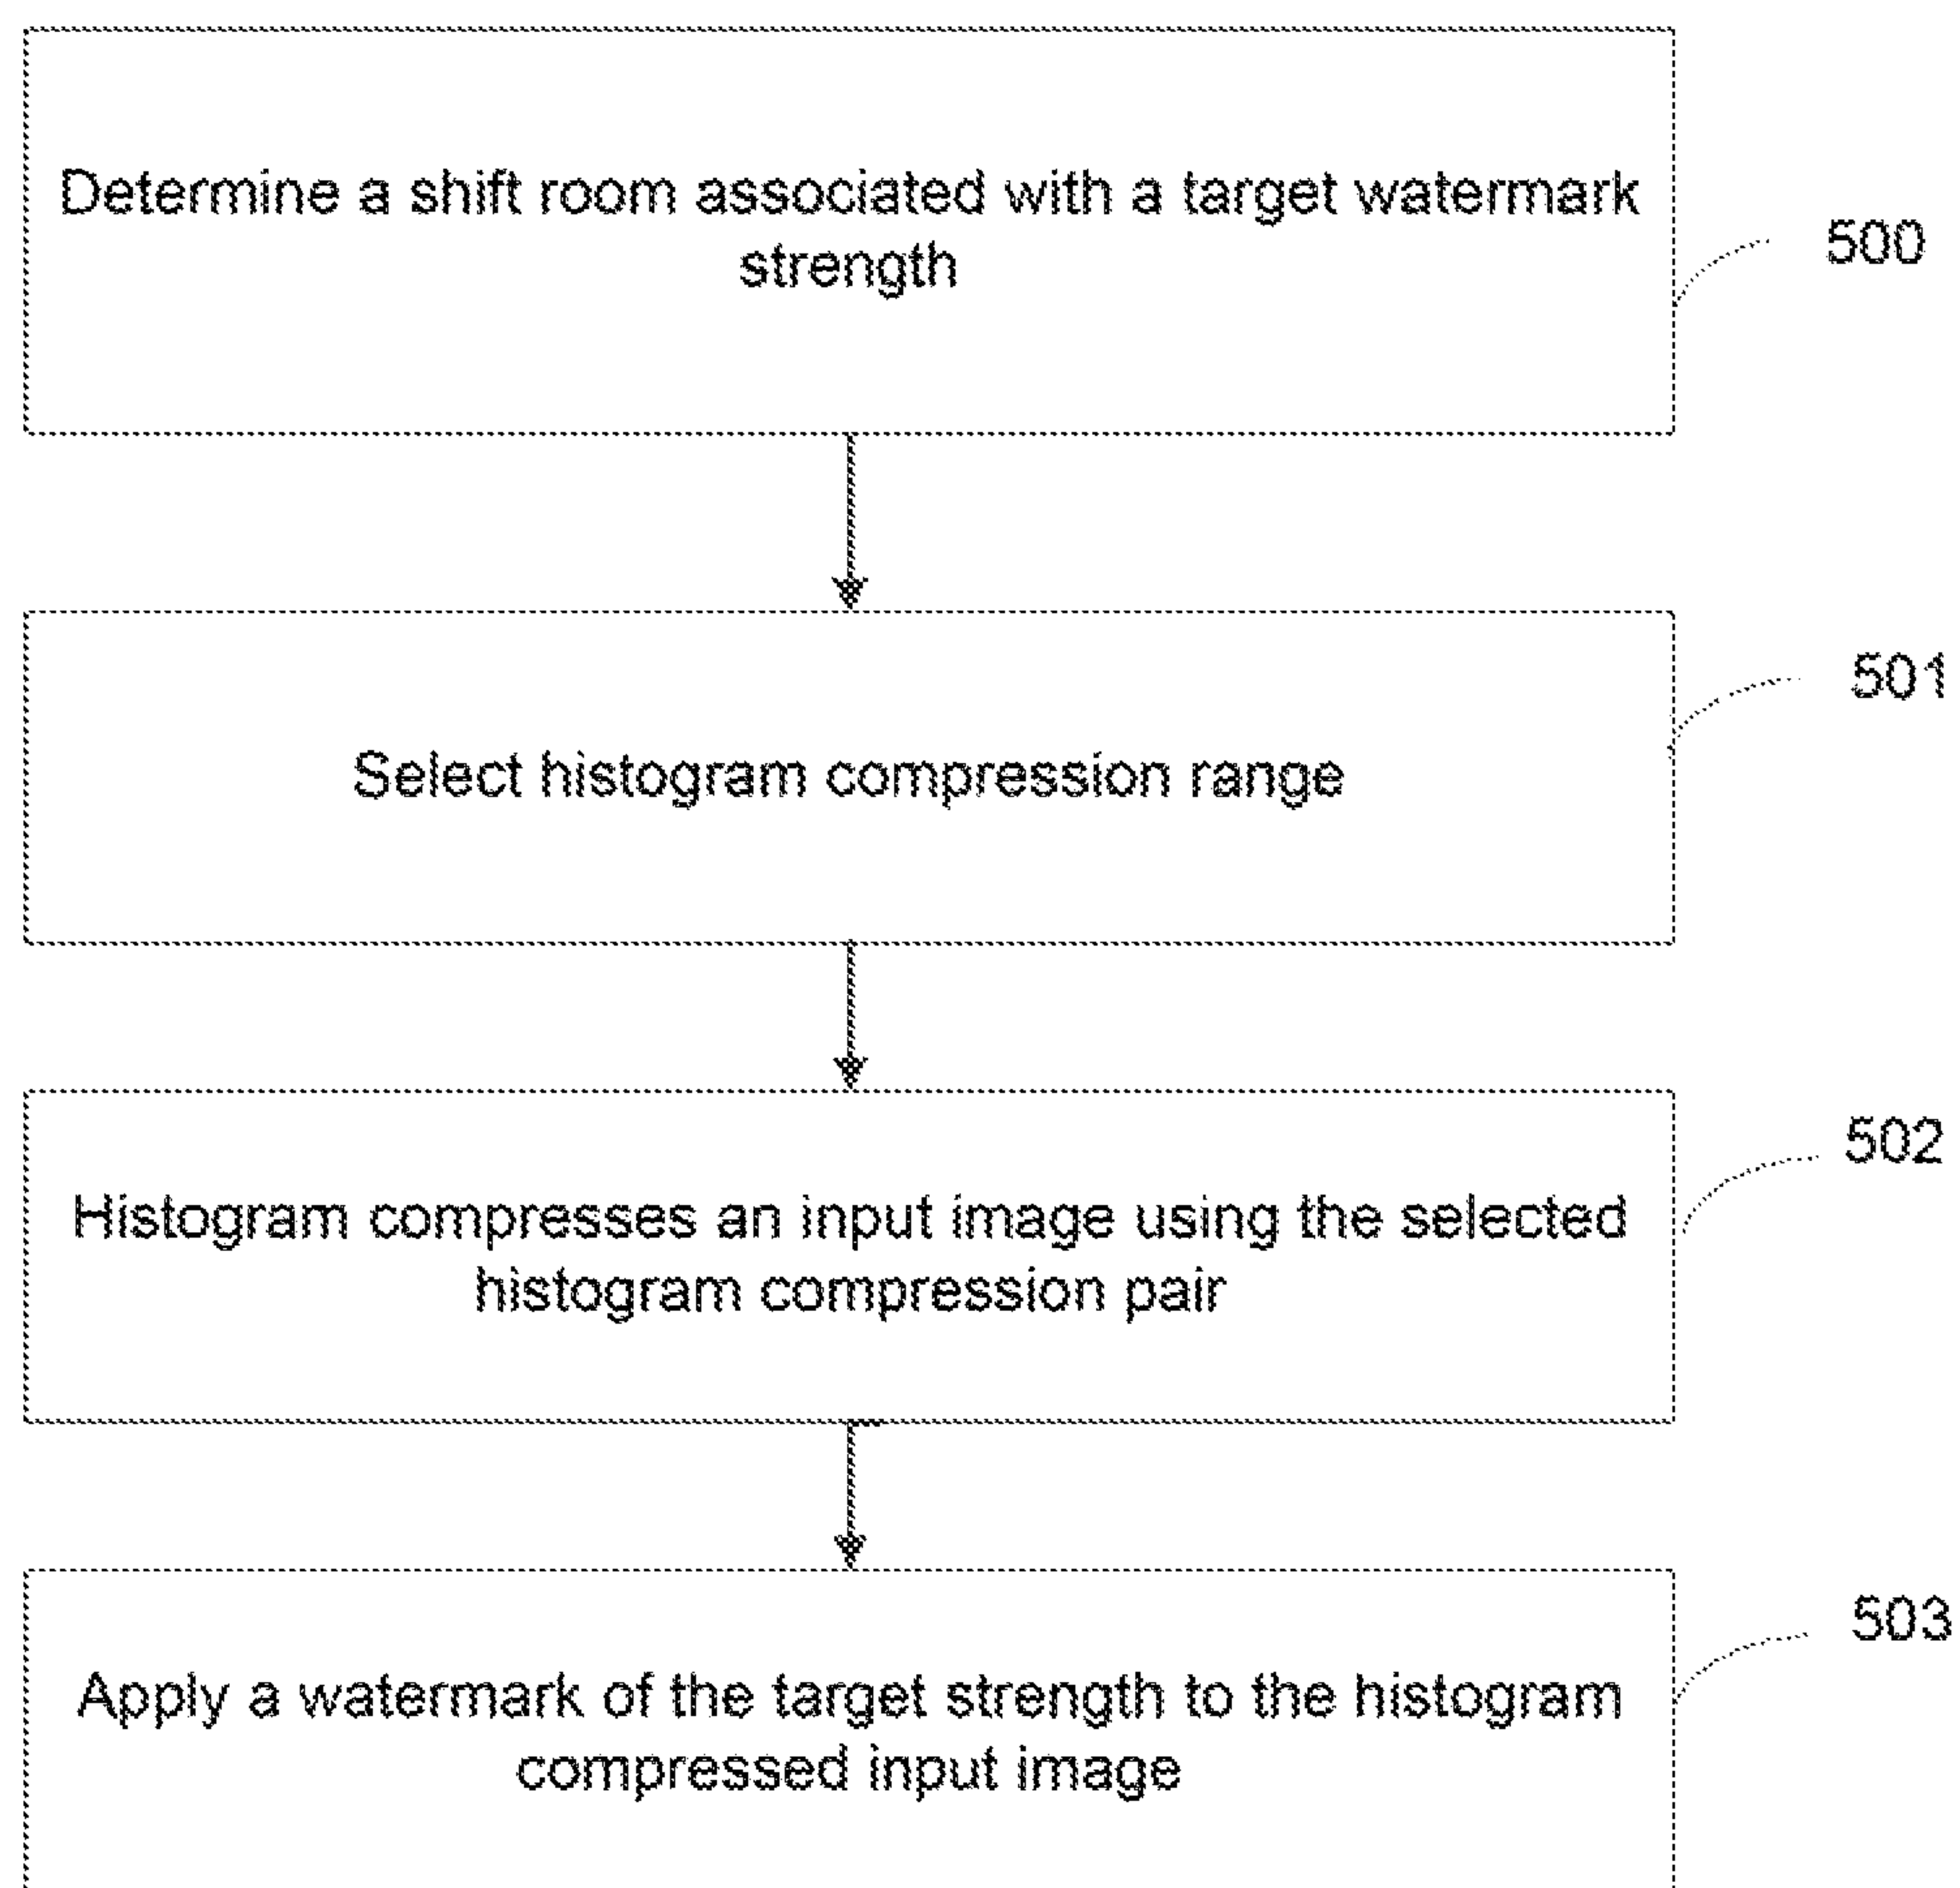 Determine a shift room associated with a target watermark
strength
500
Select histogram compression range
501
Histogram compresses an input image using the selected
histogram compression pair
502
Apply a watermark of the target strength to the histogram
compressed input image
503